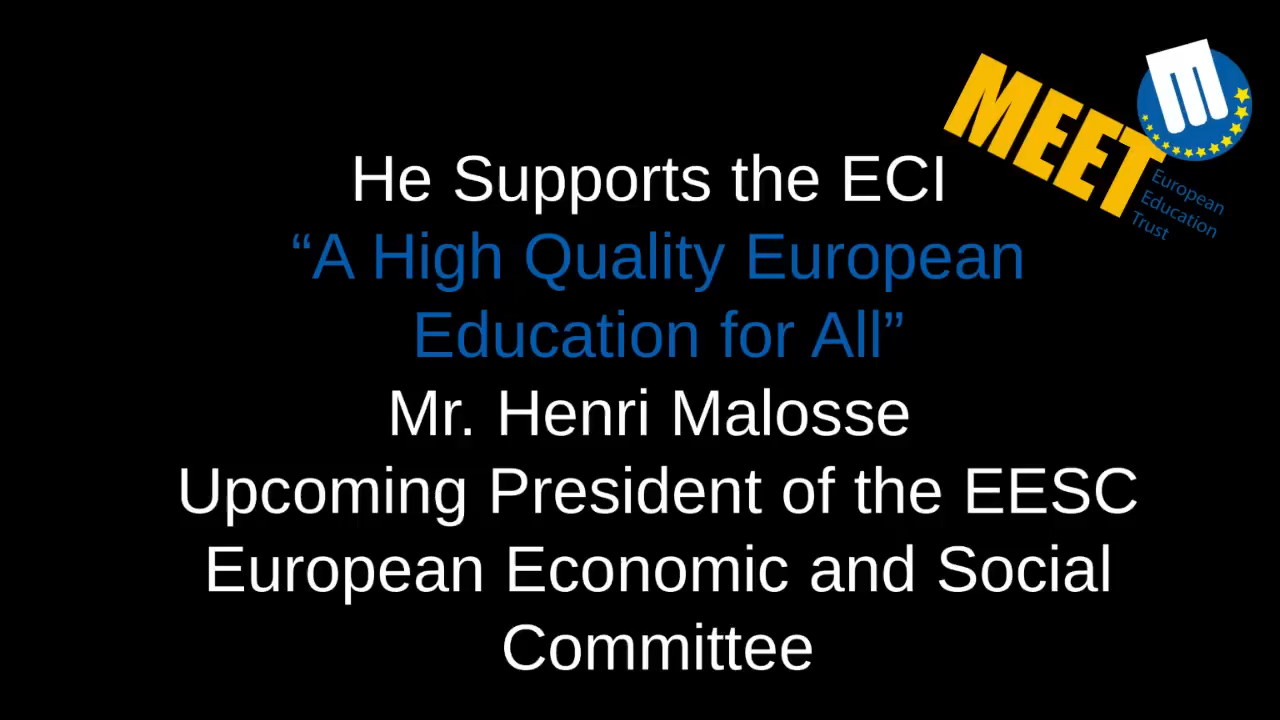 MEET
European
Education
Trust
He Supports the ECI
“A High Quality European
Education for All”
Mr. Henri Malosse
Upcoming President of the EESC
European Economic and Social
Committee